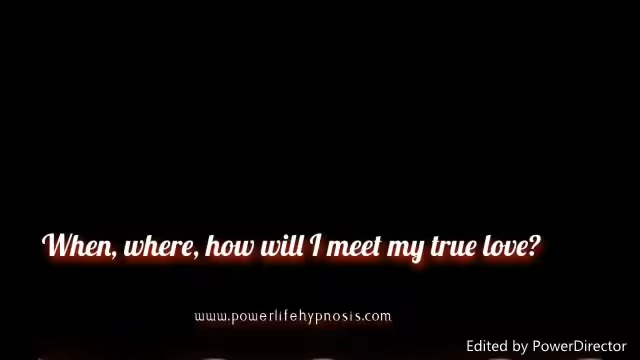 When, where, how will I meet my true love?
www.powerlifehypnosis.com
Edited by PowerDirector